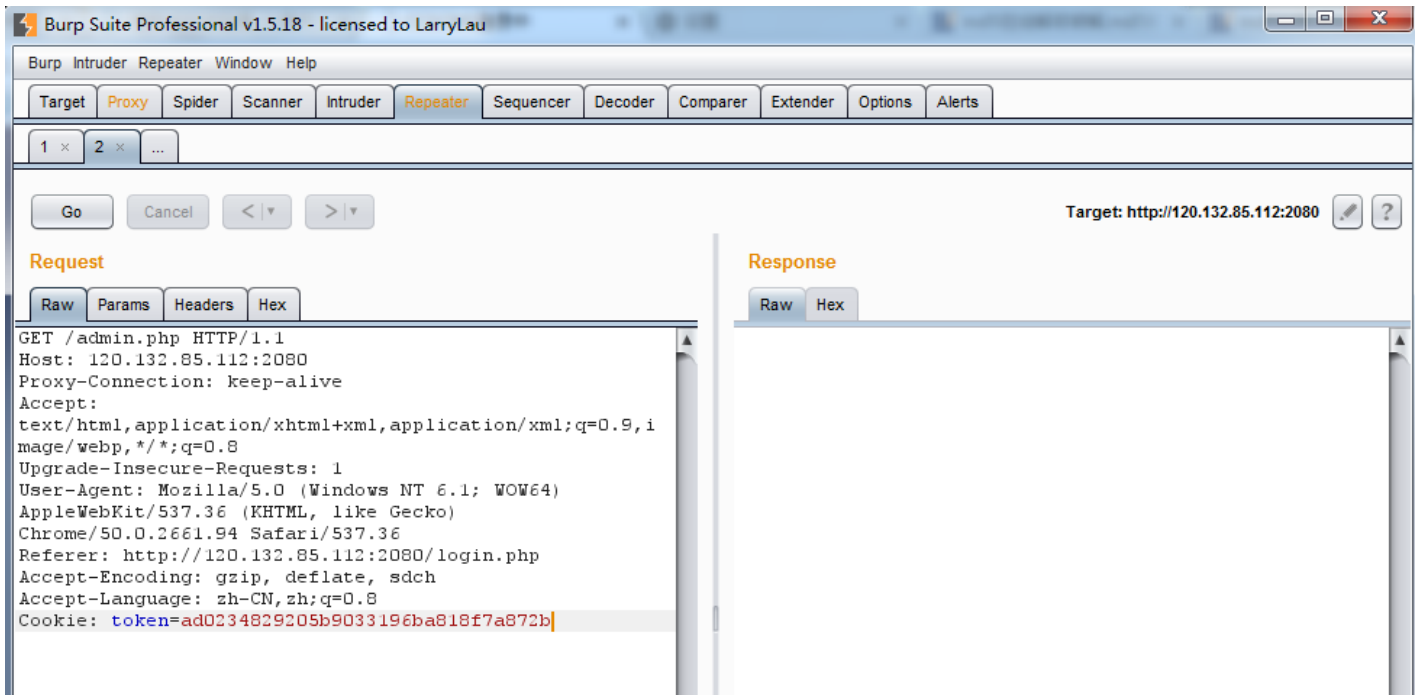 Burp Suite Professional v1.5.18 - licensed to LarryLau
Burp Intruder Repeater Window Help
Target Proxy Spider Scanner Intruder Repeater Sequencer Decoder Comparer Extender Options Alerts
1 × 2 × ...
Go Cancel < > Target: http://120.132.85.112:2080 ?
Request Response
Raw Params Headers Hex Raw Hex
GET /admin.php HTTP/1.1
Host: 120.132.85.112:2080
Proxy-Connection: keep-alive
Accept:
text/html,application/xhtml+xml,application/xml;q=0.9,i
mage/webp,*/*;q=0.8
Upgrade-Insecure-Requests: 1
User-Agent: Mozilla/5.0 (Windows NT 6.1; WOW64)
AppleWebKit/537.36 (KHTML, like Gecko)
Chrome/50.0.2661.94 Safari/537.36
Referer: http://120.132.85.112:2080/login.php
Accept-Encoding: gzip, deflate, sdch
Accept-Language: zh-CN,zh;q=0.8
Cookie: token=ad0234829205b9033196ba818f7a872b